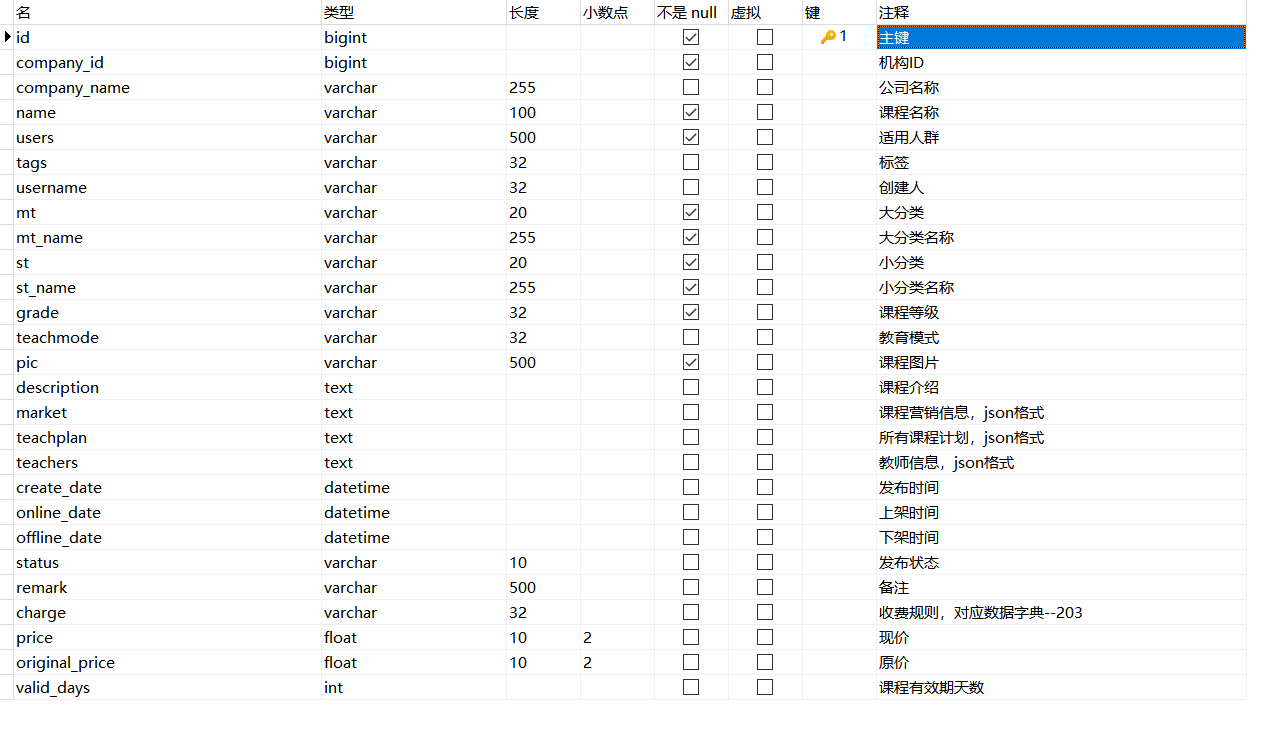 名 类型 长度 小数点 不是 null 虚拟 键 注释
id bigint 1 主键
company_id bigint 机构ID
company_name varchar 255 公司名称
name varchar 100 课程名称
users varchar 500 适用人群
tags varchar 32 标签
username varchar 32 创建人
mt varchar 20 大分类
mt_name varchar 255 大分类名称
st varchar 20 小分类
st_name varchar 255 小分类名称
grade varchar 32 课程等级
teachmode varchar 32 教育模式
pic varchar 500 课程图片
description text 课程介绍
market text 课程营销信息，json格式
teachplan text 所有课程计划，json格式
teachers text 教师信息，json格式
create_date datetime 发布时间
online_date datetime 上架时间
offline_date datetime 下架时间
status varchar 10 发布状态
remark varchar 500 备注
charge varchar 32 收费规则，对应数据字典--203
price float 10 2 现价
original_price float 10 2 原价
valid_days int 课程有效期天数